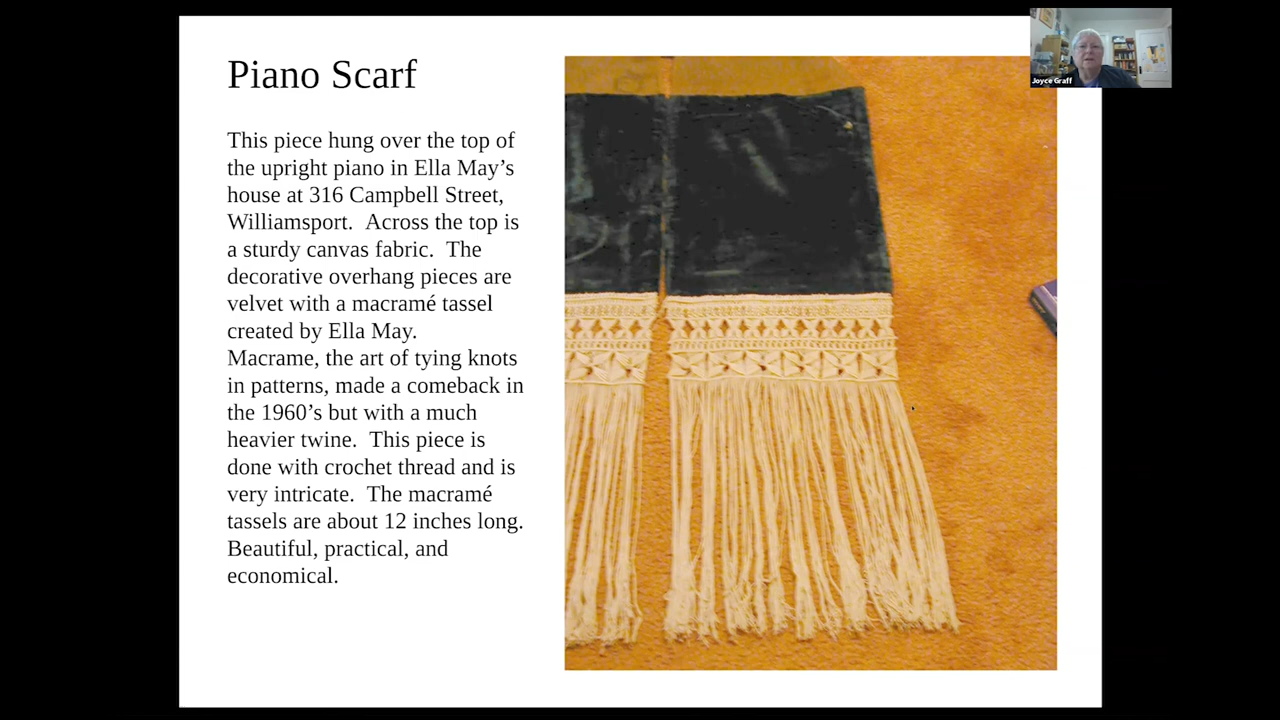 Piano Scarf
This piece hung over the top of
the upright piano in Ella May’s
house at 316 Campbell Street,
Williamsport.  Across the top is
a sturdy canvas fabric.  The
decorative overhang pieces are
velvet with a macramé tassel
created by Ella May.
Macrame, the art of tying knots
in patterns, made a comeback in
the 1960’s but with a much
heavier twine.  This piece is
done with crochet thread and is
very intricate.  The macramé
tassels are about 12 inches long.
Beautiful, practical, and
economical.
Joyce Graff